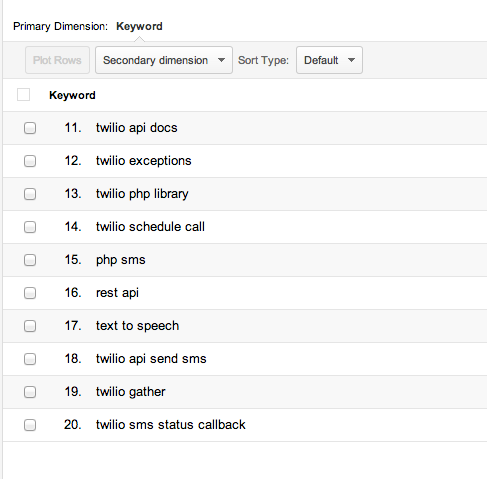 Primary Dimension: Keyword
Plot Rows Secondary dimension Sort Type: Default
Keyword
11. twilio api docs
12. twilio exceptions
13. twilio php library
14. twilio schedule call
15. php sms
16. rest api
17. text to speech
18. twilio api send sms
19. twilio gather
20. twilio sms status callback